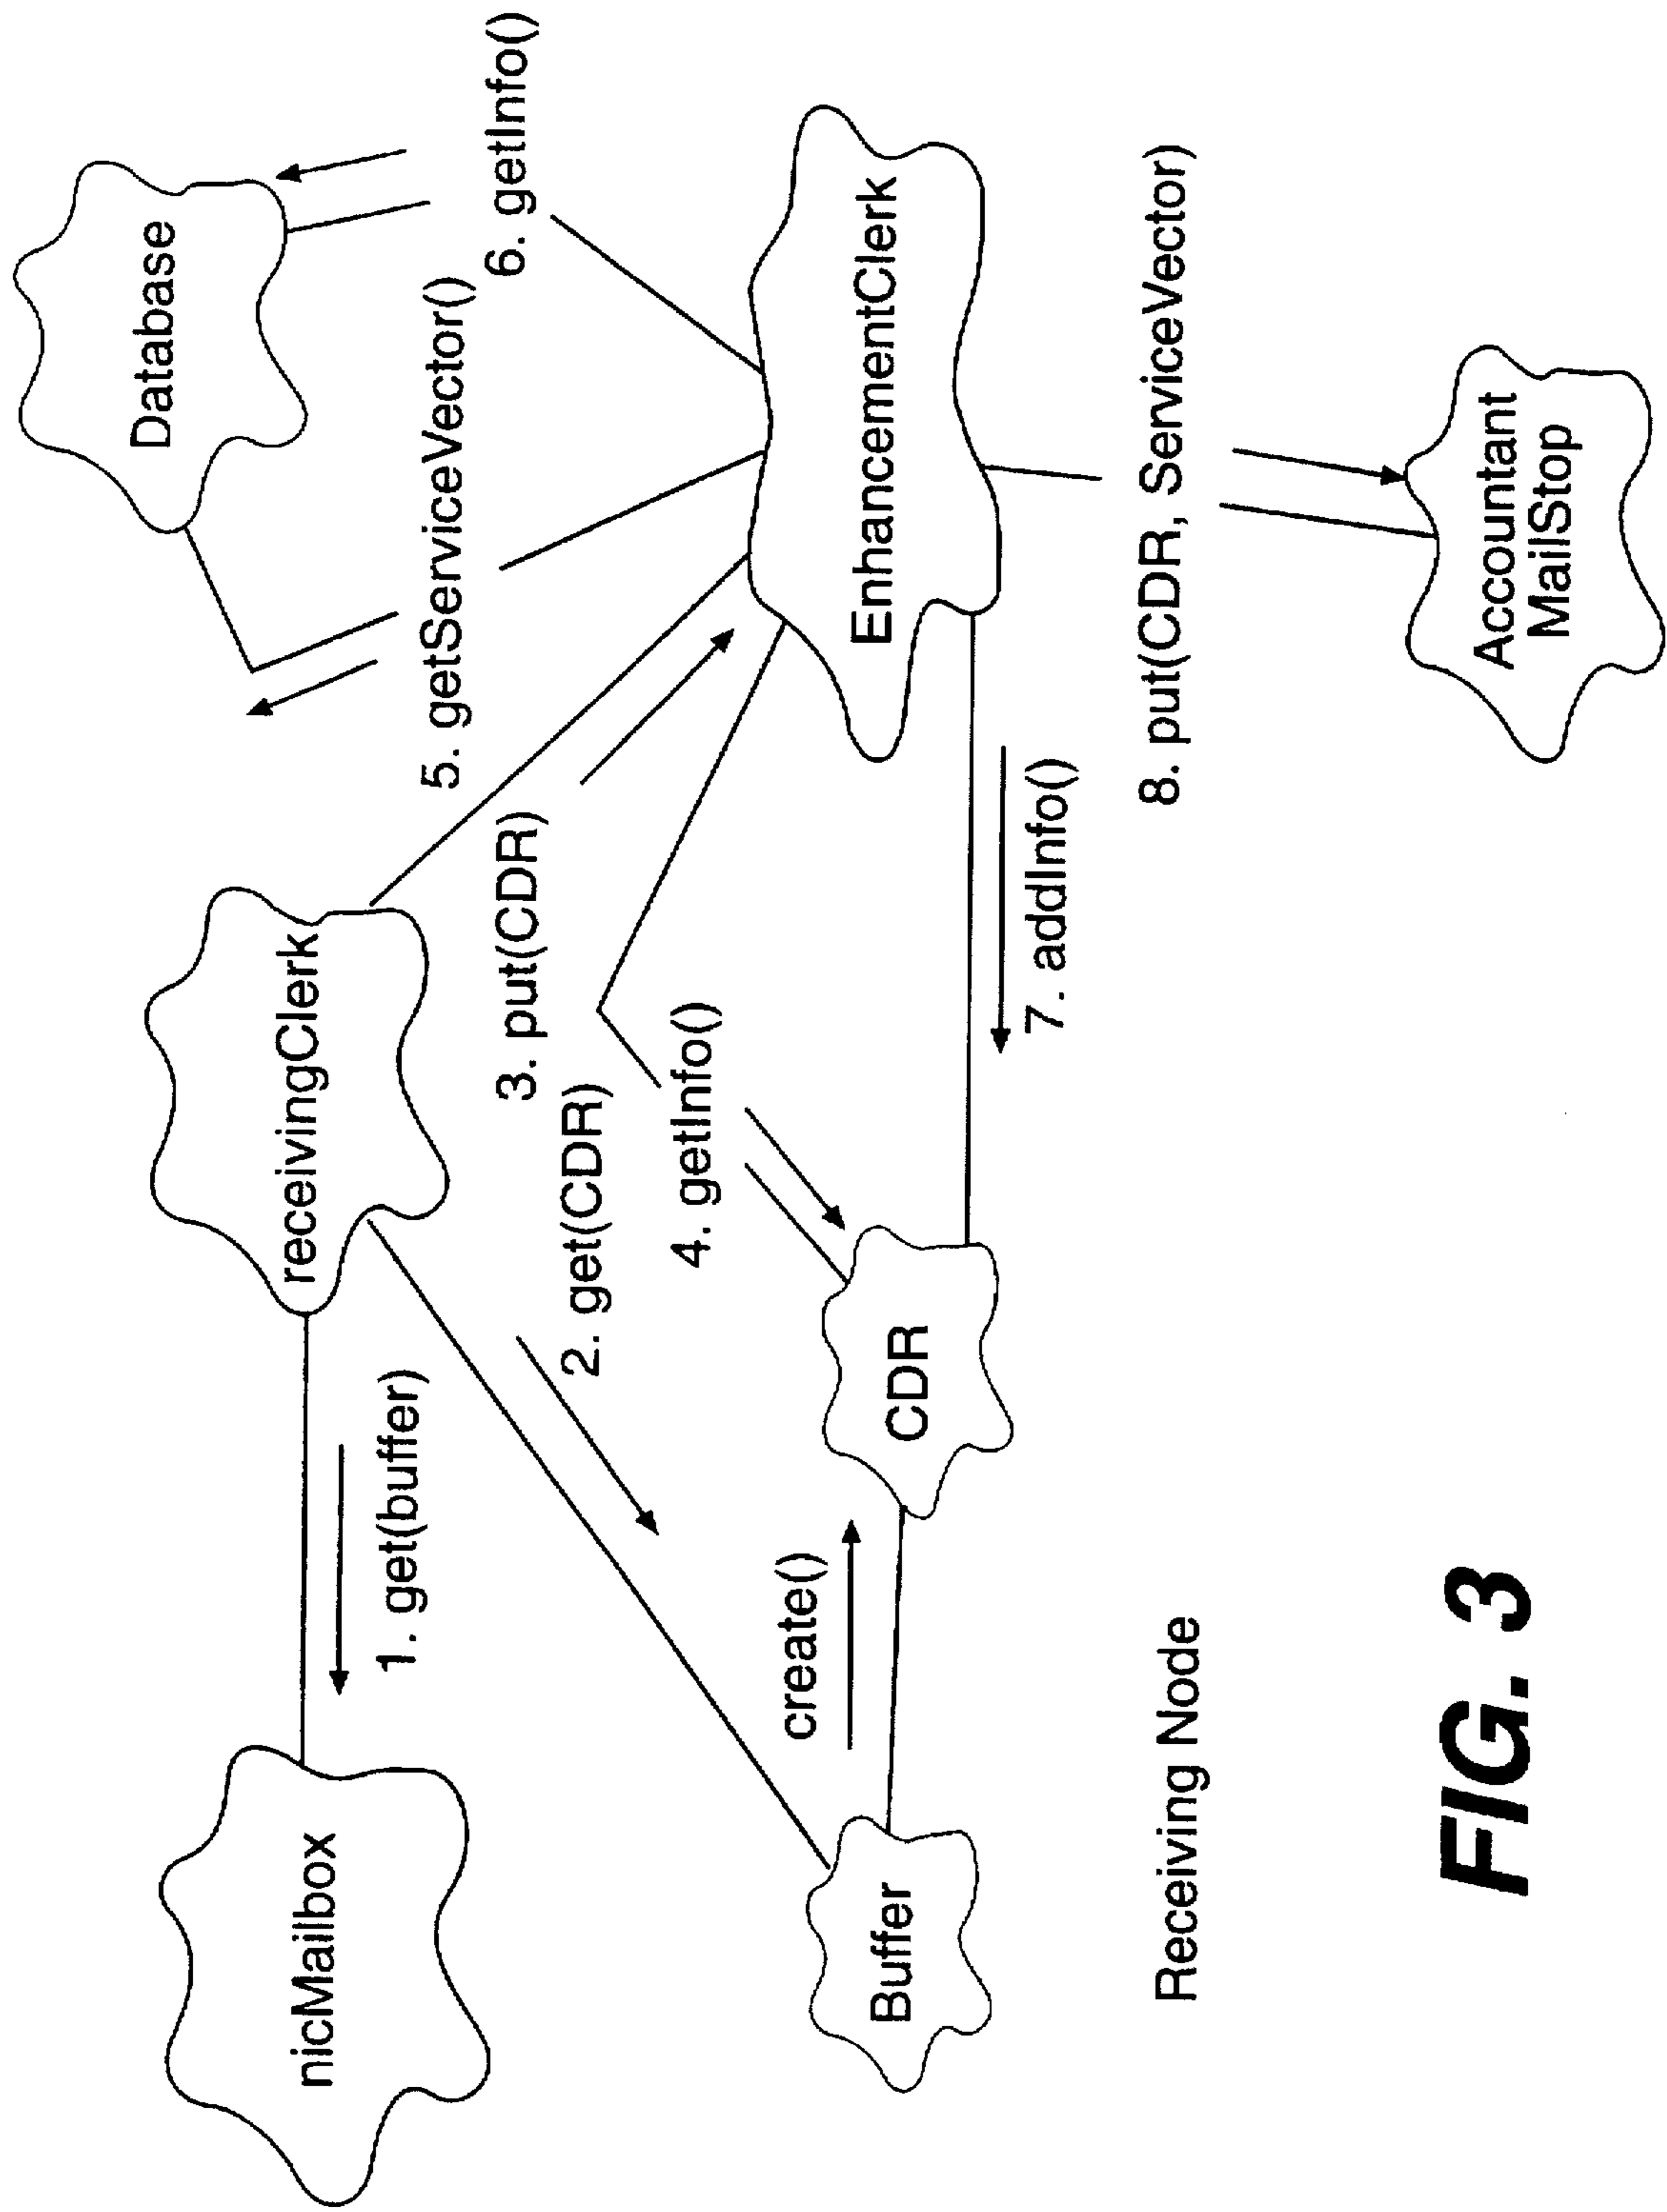 Database
6. getInfo()
5. getServiceVector()
receivingClerk
nicMailbox
1. get(buffer)
3. put(CDR)
2. get(CDR)
4. getInfo()
EnhancementClerk
create()
CDR
Buffer
7. addInfo()
8. put(CDR, ServiceVector)
Accountant
MailStop
Receiving Node
FIG. 3